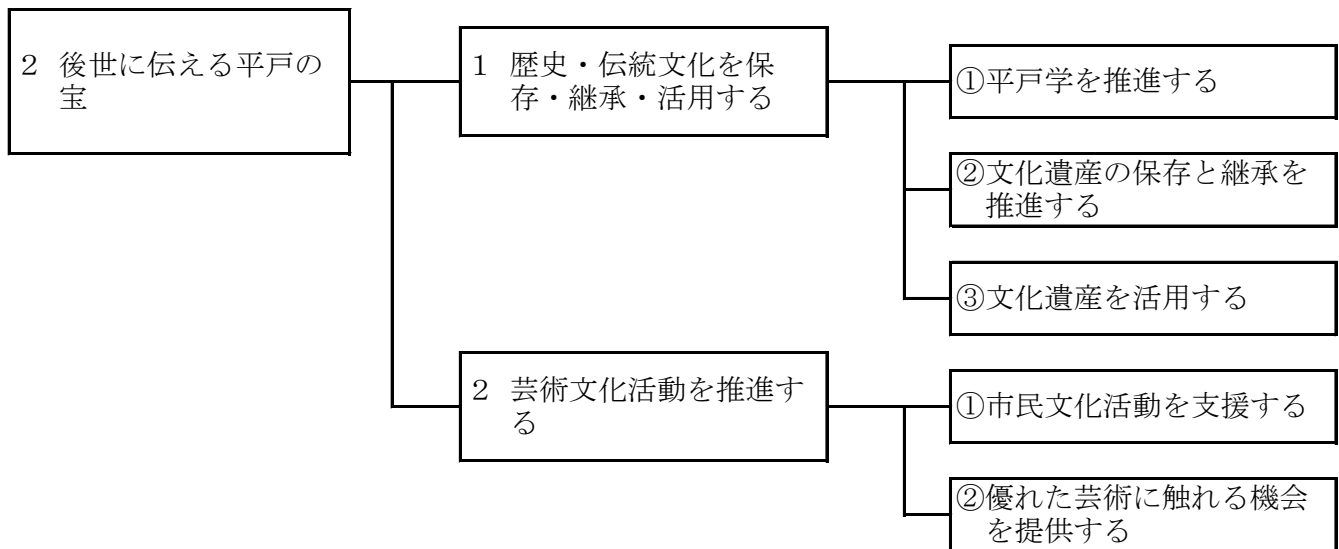 2 後世に伝える平戸の
宝
1 歴史・伝統文化を保
存・継承・活用する
①平戸学を推進する
②文化遺産の保存と継承を
推進する
③文化遺産を活用する
2 芸術文化活動を推進す
る
①市民文化活動を支援する
②優れた芸術に触れる機会
を提供する